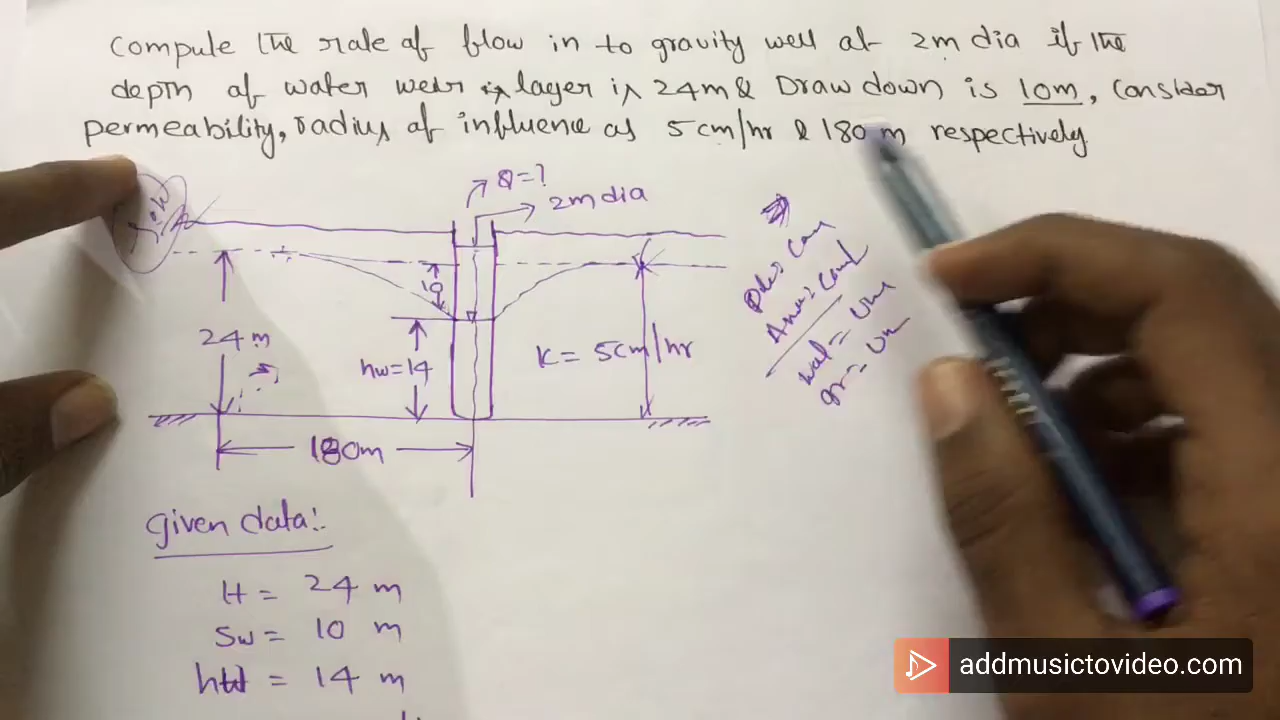 Compute the rate of flow in to gravity well of 2m dia if the
depth of water wear in layer is 24m & Draw down is 10m, Consider
permeability, radius of influence as 5cm/hr & 180m respectively
Q=?
2m dia
10
24 m
hw=14
K = 5cm/hr
180m
given data:-
H = 24 m
Sw = 10 m
hw = 14 m
addmusictovideo.com